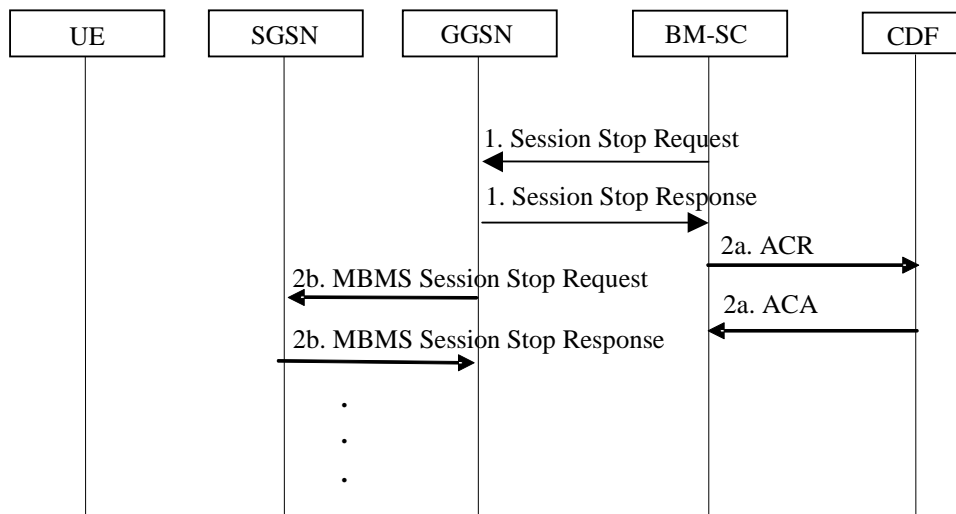 UE
SGSN
GGSN
BM-SC
CDF
1. Session Stop Request
1. Session Stop Response
2a. ACR
2b. MBMS Session Stop Request
2a. ACA
2b. MBMS Session Stop Response
.
.
.